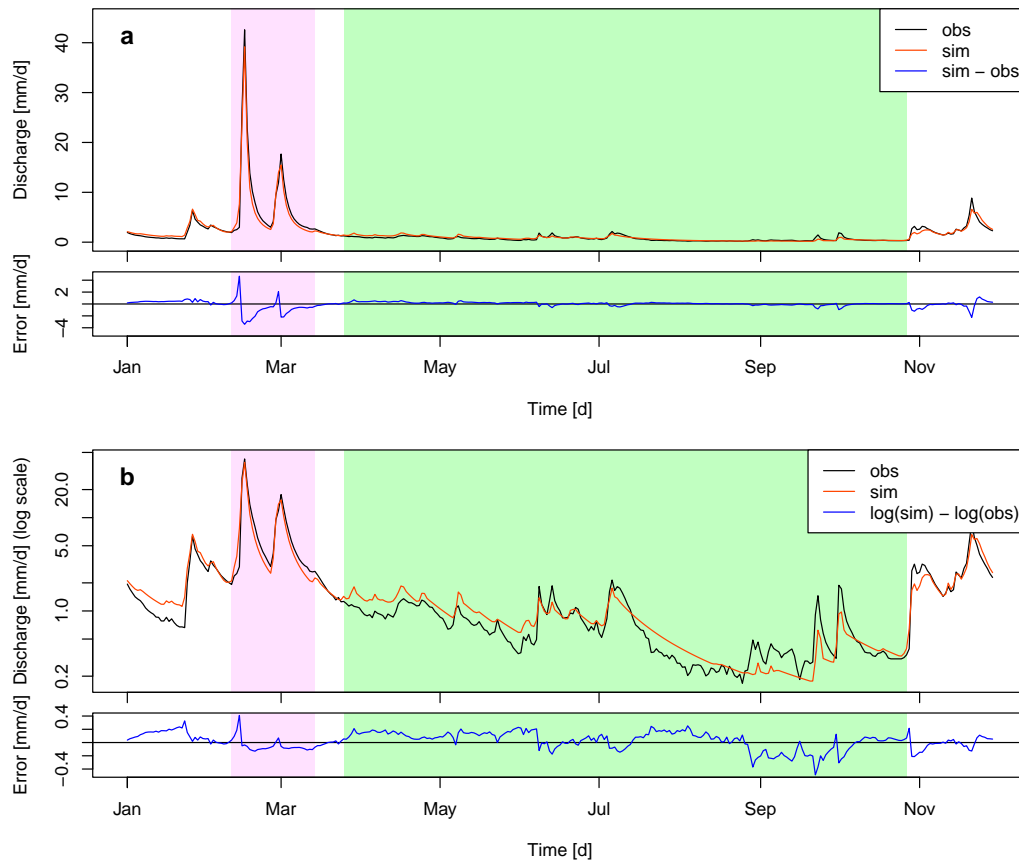 a
obs
sim
sim − obs
Discharge [mm/d]
40
30
20
10
0
Error [mm/d]
2
−4
Jan
Mar
May
Jul
Sep
Nov
Time [d]
b
obs
sim
log(sim) − log(obs)
Discharge [mm/d] (log scale)
20.0
5.0
1.0
0.2
Error [mm/d]
0.4
−0.4
Jan
Mar
May
Jul
Sep
Nov
Time [d]